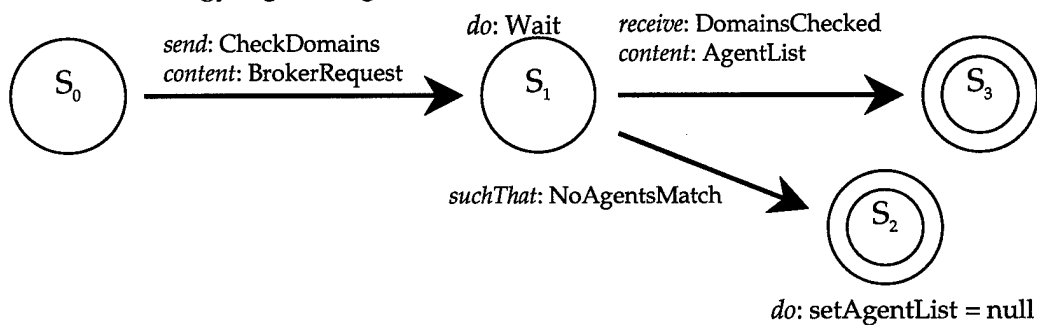 send: CheckDomains
content: BrokerRequest
do: Wait
receive: DomainsChecked
content: AgentList
S0
S1
S3
suchThat: NoAgentsMatch
S2
do: setAgentList = null